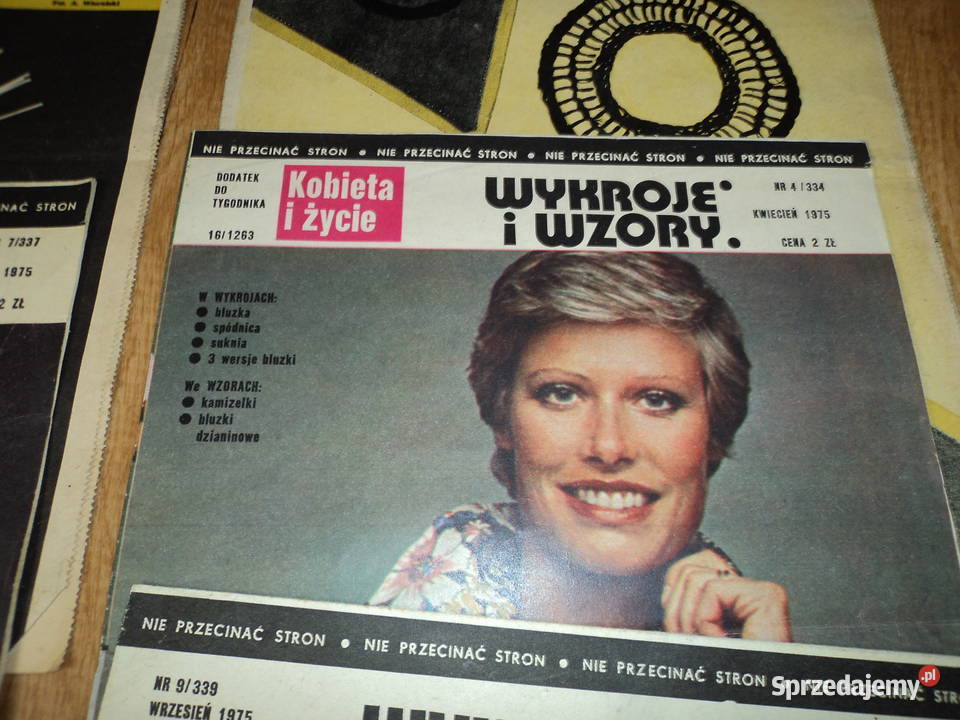 Fot. A. Wiernicki
NAĆ STRON
7/337
1975
2 ZŁ
NIE PRZECINAĆ STRON ● NIE PRZECINAĆ STRON ● NIE PRZECINAĆ STRON ● NIE PRZECINAĆ STRON
DODATEK
DO
TYGODNIKA
16/1263
Kobieta
i życie
WYKROJE
i WZORY.
NR 4/334
KWIECIEŃ 1975
CENA 2 ZŁ
W WYKROJACH:
● bluzka
● spódnica
● suknia
● 3 wersje bluzki
We WZORACH:
● kamizelki
● bluzki
dzianinowe
NIE PRZECINAĆ STRON ● NIE PRZECINAĆ STRON ● NIE PRZECINAĆ STRON ● NIE PRZECINAĆ
NR 9/339
WRZESIEŃ 1975
Sprzedajemy.pl